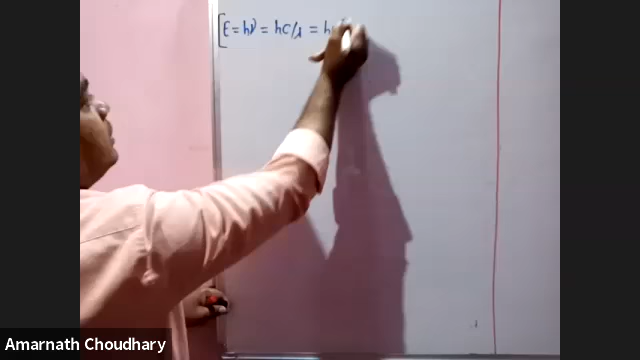 [E = hν = hc/λ = h
Amarnath Choudhary